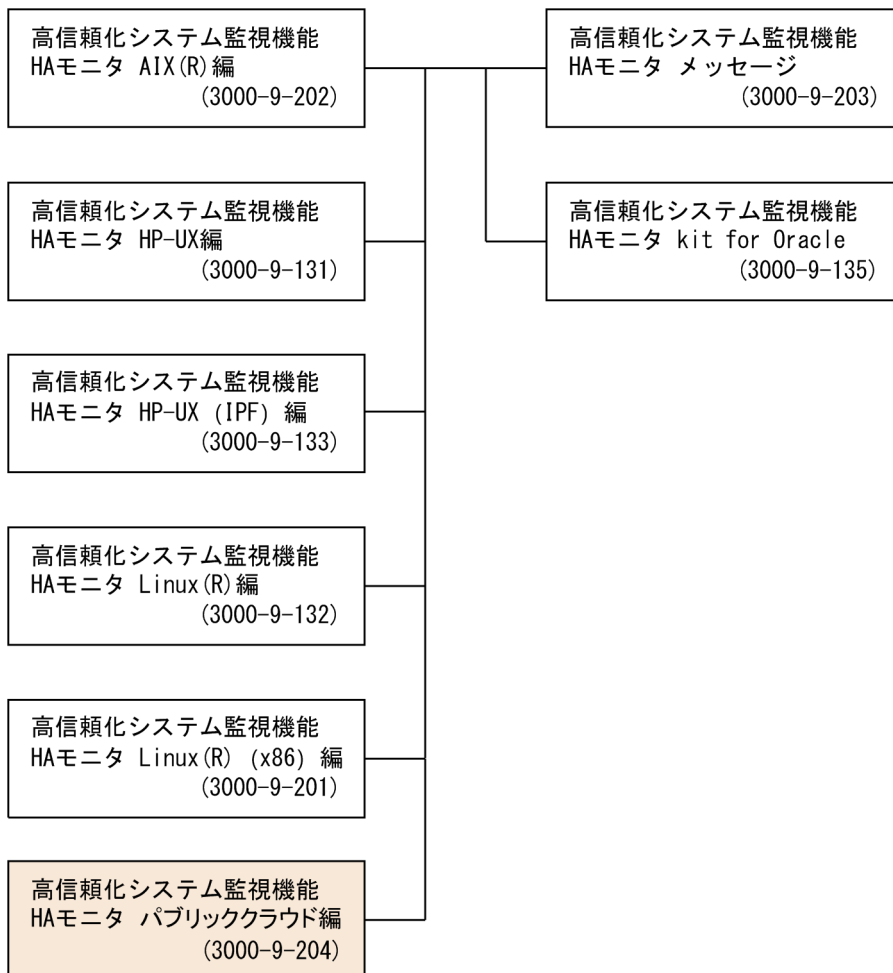 高信頼化システム監視機能
HAモニタ AIX(R)編
(3000-9-202)
高信頼化システム監視機能
HAモニタ メッセージ
(3000-9-203)
高信頼化システム監視機能
HAモニタ HP-UX編
(3000-9-131)
高信頼化システム監視機能
HAモニタ kit for Oracle
(3000-9-135)
高信頼化システム監視機能
HAモニタ HP-UX (IPF) 編
(3000-9-133)
高信頼化システム監視機能
HAモニタ Linux(R)編
(3000-9-132)
高信頼化システム監視機能
HAモニタ Linux(R) (x86) 編
(3000-9-201)
高信頼化システム監視機能
HAモニタ パブリッククラウド編
(3000-9-204)